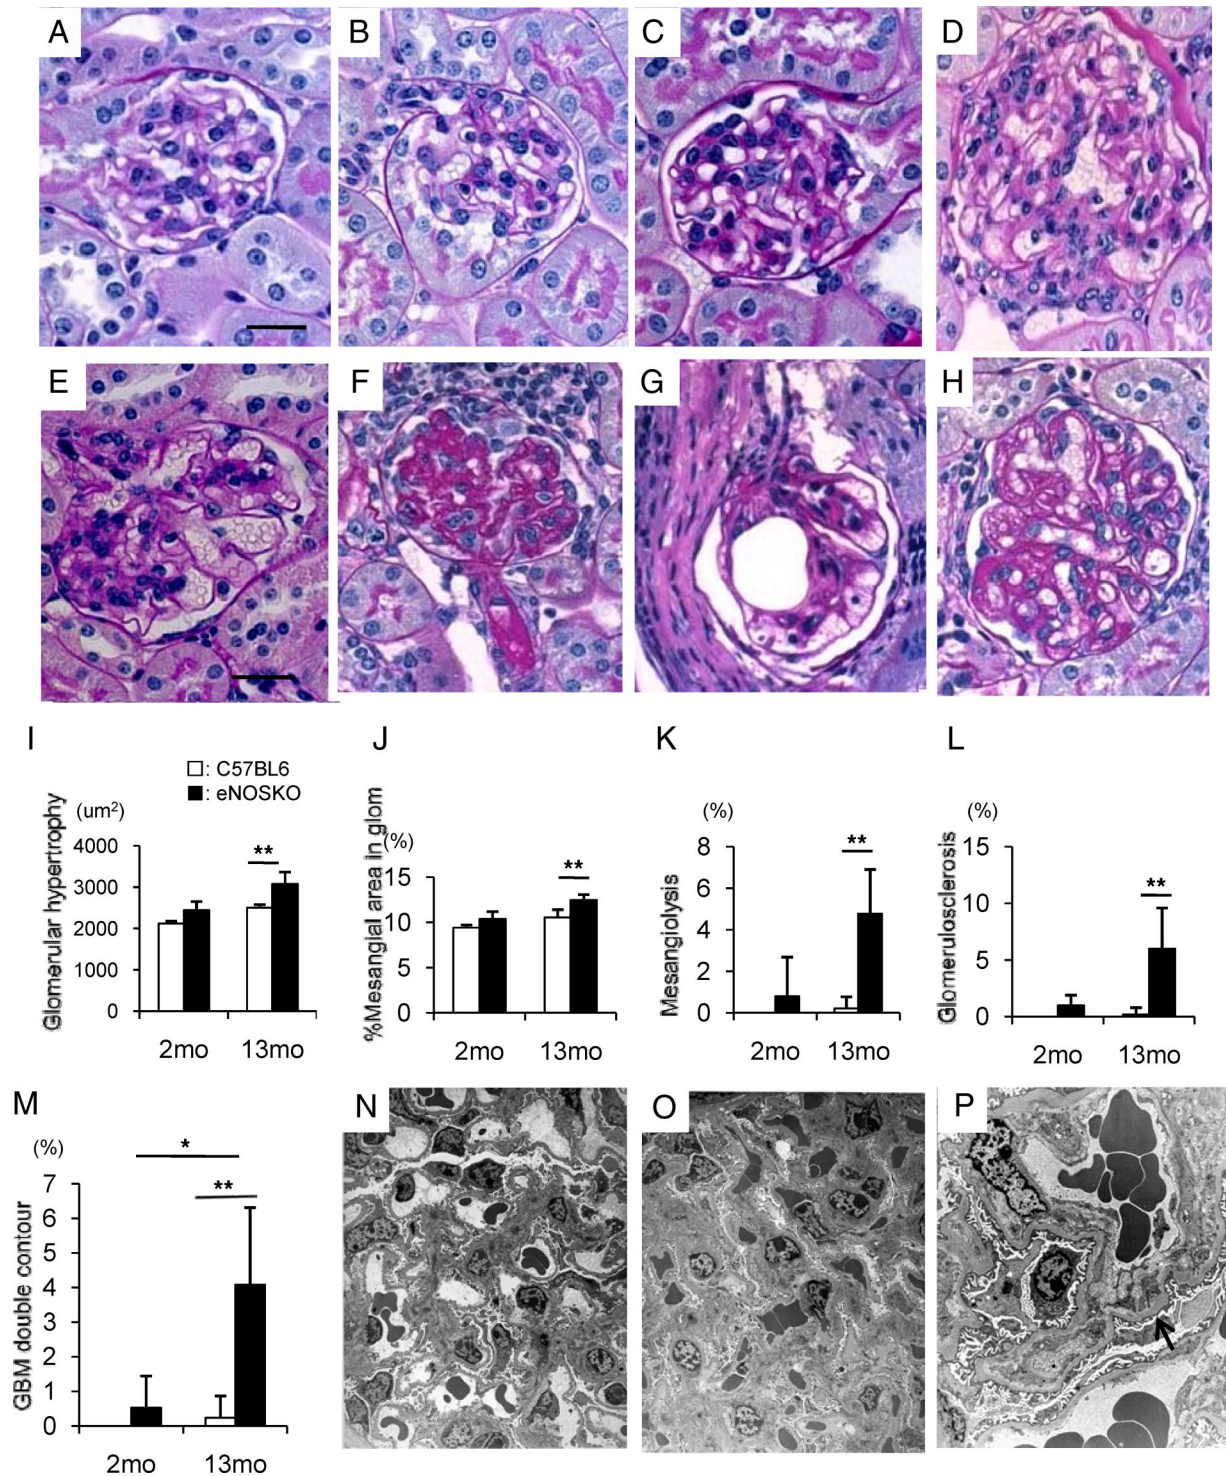 A B C D
E F G H
I J K L
□: C57BL6
■: eNOSKO
Glomerular hypertrophy
(um²)
4000
3000
2000
1000
0
**
2mo 13mo
%Mesangial area in glom
(%)
15
10
5
0
**
2mo 13mo
Mesangiolysis
(%)
8
6
4
2
0
**
2mo 13mo
Glomerulosclerosis
(%)
15
10
5
0
**
2mo 13mo
M N O P
GBM double contour
(%)
7
6
5
4
3
2
1
0
*
**
2mo 13mo